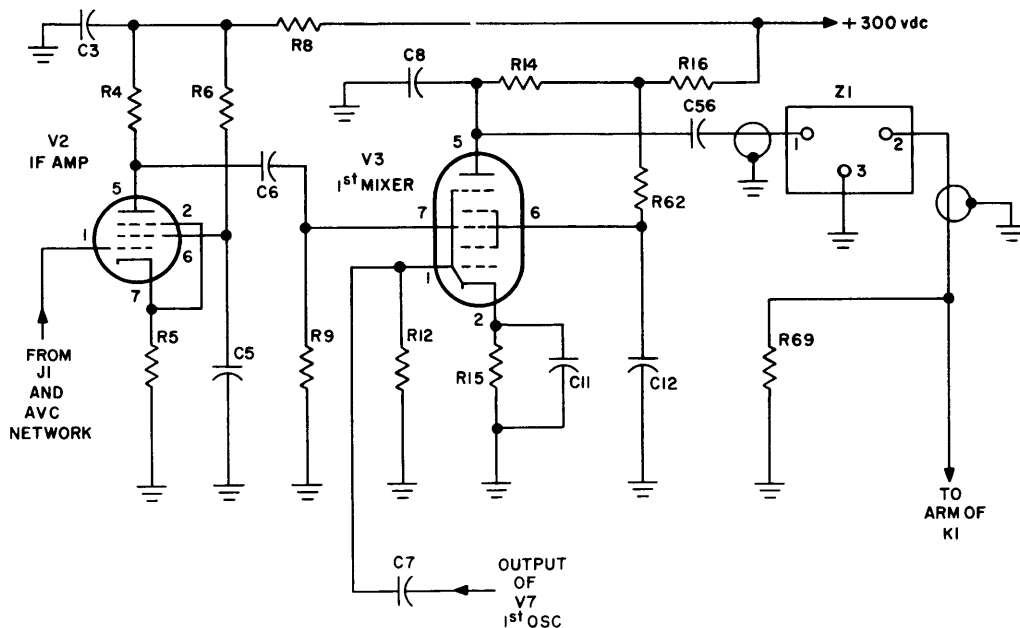 +300 vdc
C3
R8
C8
R14
R16
R4
R6
C56
Z1
V2
IF AMP
V3
1st MIXER
C6
5
5
1
2
3
R62
1
2
6
7
7
6
1
2
R5
C5
R9
R12
R15
C11
C12
R69
FROM
J1
AND
AVC
NETWORK
TO
ARM OF
K1
C7
OUTPUT
OF
V7
1st OSC